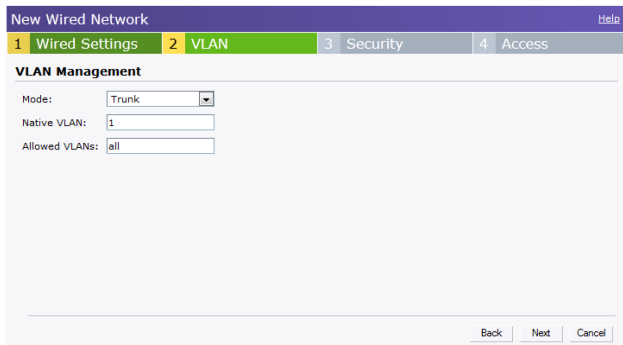 New Wired Network Help
1 Wired Settings 2 VLAN 3 Security 4 Access
VLAN Management
Mode: Trunk
Native VLAN: 1
Allowed VLANs: all
Back Next Cancel